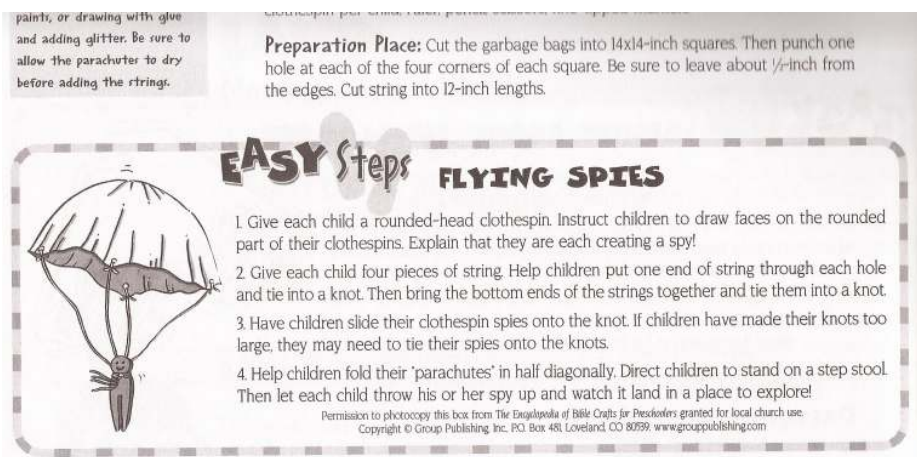 paints, or drawing with glue
and adding glitter. Be sure to
allow the parachutes to dry
before adding the strings.
Preparation Place: Cut the garbage bags into 14x14-inch squares. Then punch one
hole at each of the four corners of each square. Be sure to leave about ½-inch from
the edges. Cut string into 12-inch lengths.
EASY Steps FLYING SPIES
1. Give each child a rounded-head clothespin. Instruct children to draw faces on the rounded
part of their clothespins. Explain that they are each creating a spy!
2. Give each child four pieces of string. Help children put one end of string through each hole
and tie into a knot. Then bring the bottom ends of the strings together and tie them into a knot.
3. Have children slide their clothespin spies onto the knot. If children have made their knots too
large, they may need to tie their spies onto the knots.
4. Help children fold their "parachutes" in half diagonally. Direct children to stand on a step stool.
Then let each child throw his or her spy up and watch it land in a place to explore!
Permission to photocopy this box from The Encyclopedia of Bible Crafts for Preschoolers granted for local church use.
Copyright © Group Publishing, Inc., P.O. Box 481, Loveland, CO 80539. www.grouppublishing.com